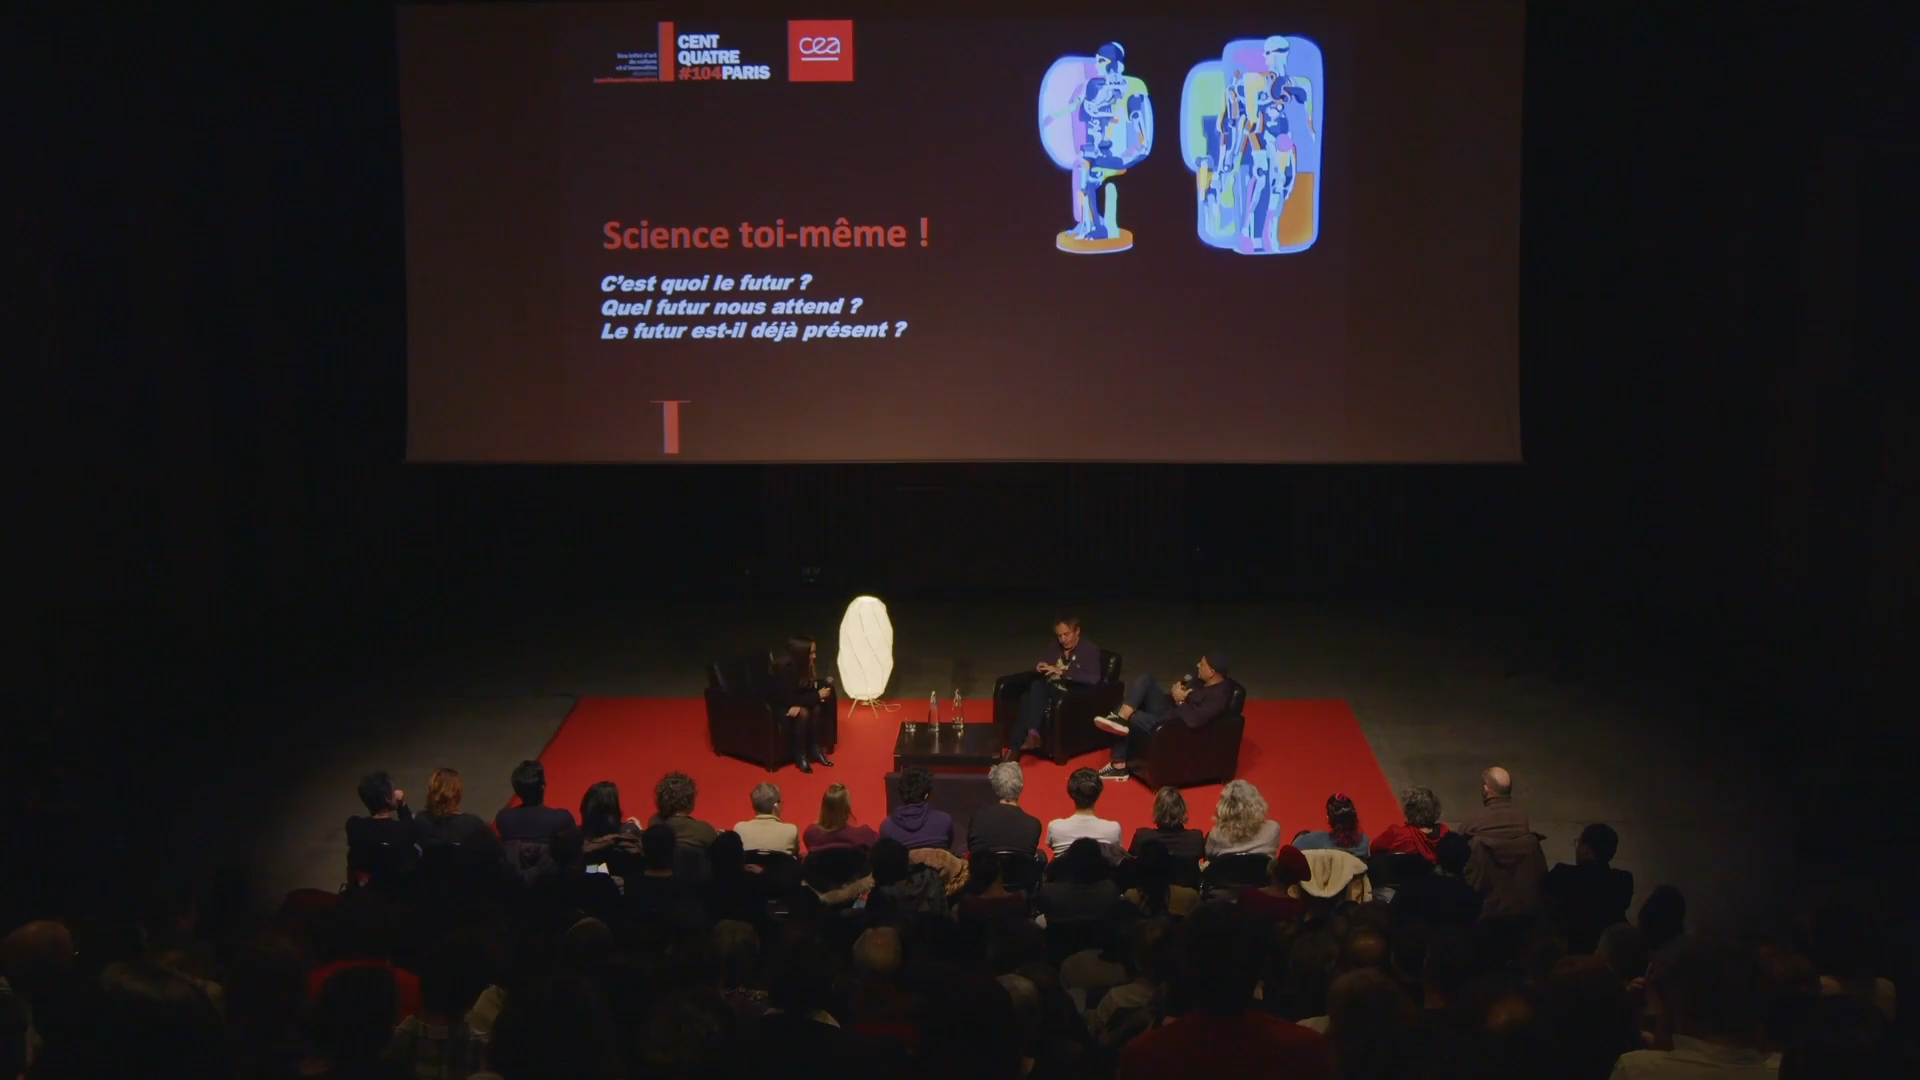 CENT
QUATRE
#104PARIS
cea
Science toi-même !
C'est quoi le futur ?
Quel futur nous attend ?
Le futur est-il déjà présent ?